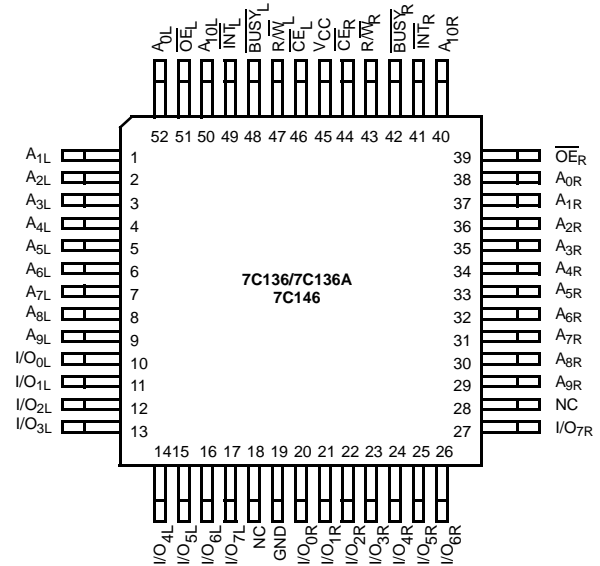 A0L
OEL
A10L
INTL
BUSYL
R/WL
CEL
VCC
CER
R/WR
BUSYR
INTR
A10R
52 51 50 49 48 47 46 45 44 43 42 41 40
A1L 1
A2L 2
A3L 3
A4L 4
A5L 5
A6L 6
A7L 7
A8L 8
A9L 9
I/O0L 10
I/O1L 11
I/O2L 12
I/O3L 13
7C136/7C136A
7C146
39 OER
38 A0R
37 A1R
36 A2R
35 A3R
34 A4R
33 A5R
32 A6R
31 A7R
30 A8R
29 A9R
28 NC
27 I/O7R
14 15 16 17 18 19 20 21 22 23 24 25 26
I/O4L
I/O5L
I/O6L
I/O7L
NC
GND
I/O0R
I/O1R
I/O2R
I/O3R
I/O4R
I/O5R
I/O6R